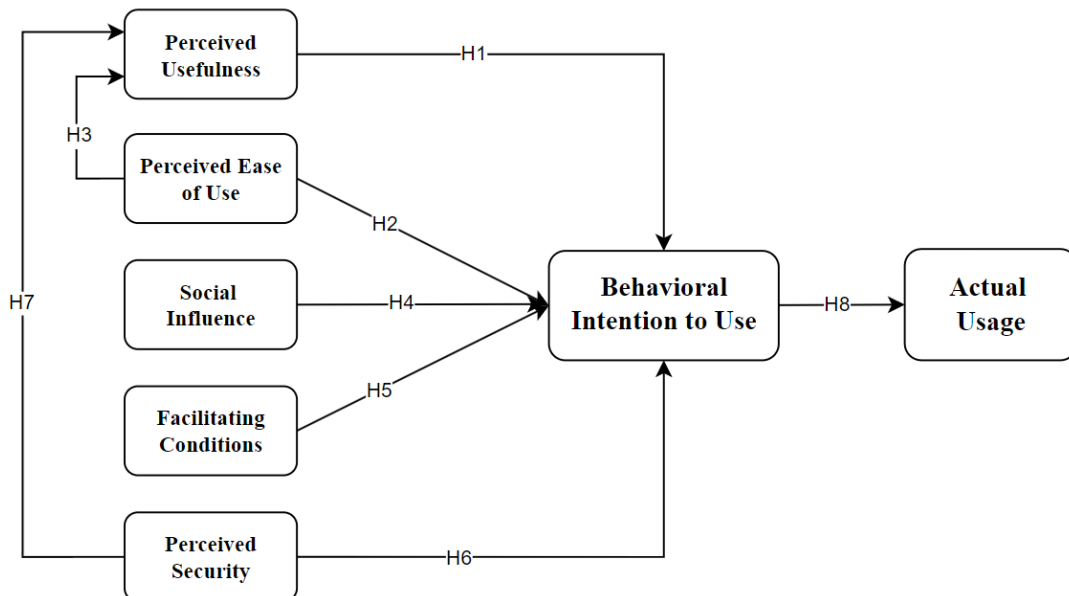 Perceived
Usefulness
H1
H3
Perceived Ease
of Use
H2
Social
Influence
H4
Behavioral
Intention to Use
H8
Actual
Usage
H7
Facilitating
Conditions
H5
Perceived
Security
H6